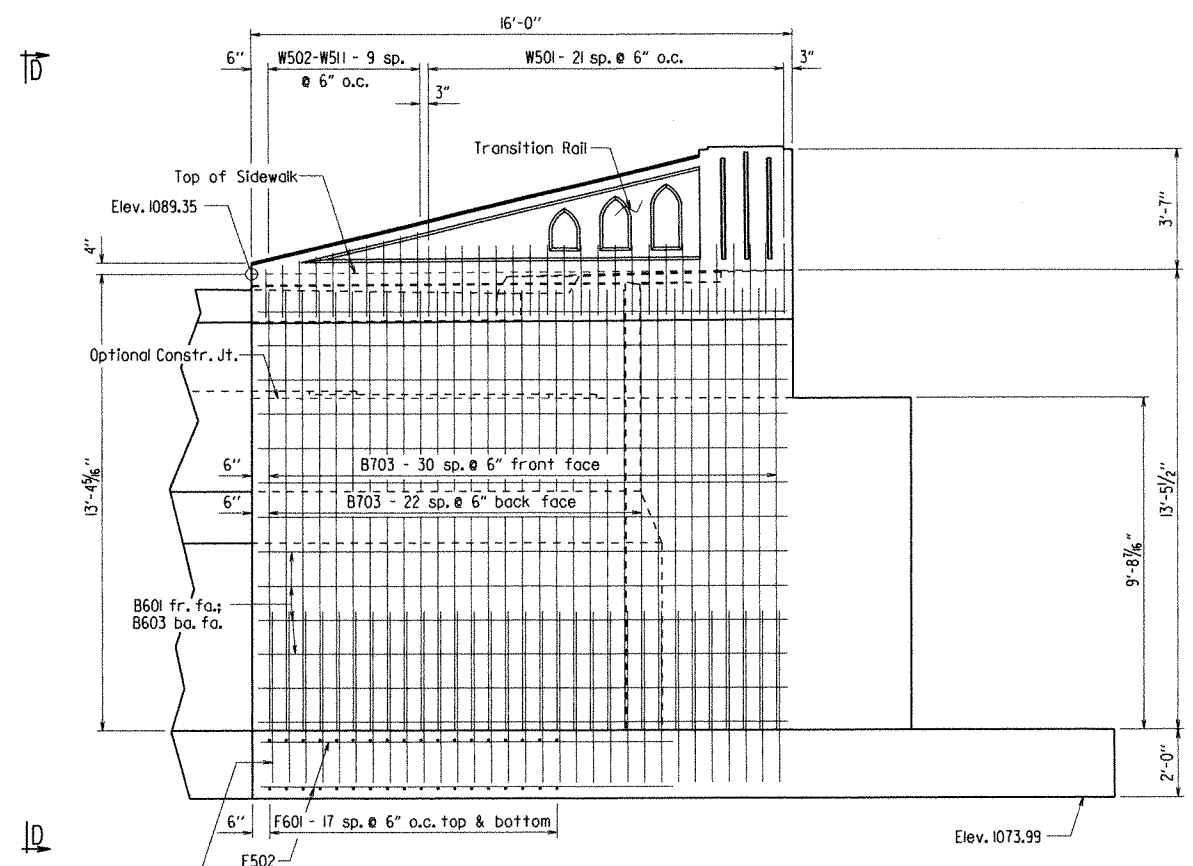 16'-0"
D
6"
W502-W511 - 9 sp.
@ 6" o.c.
W501- 21 sp. @ 6" o.c.
3"
3"
Transition Rail
Top of Sidewalk
Elev. 1089.35
4"
3'-7"
Optional Constr. Jt.
6"
B703 - 30 sp. @ 6" front face
6"
B703 - 22 sp. @ 6" back face
13'-4 5/16"
13'-5 1/2"
9'-8 7/16"
B601 fr. fa.;
B603 ba. fa.
2'-0"
D
6"
F601 - 17 sp. @ 6" o.c. top & bottom
Elev. 1073.99
F502